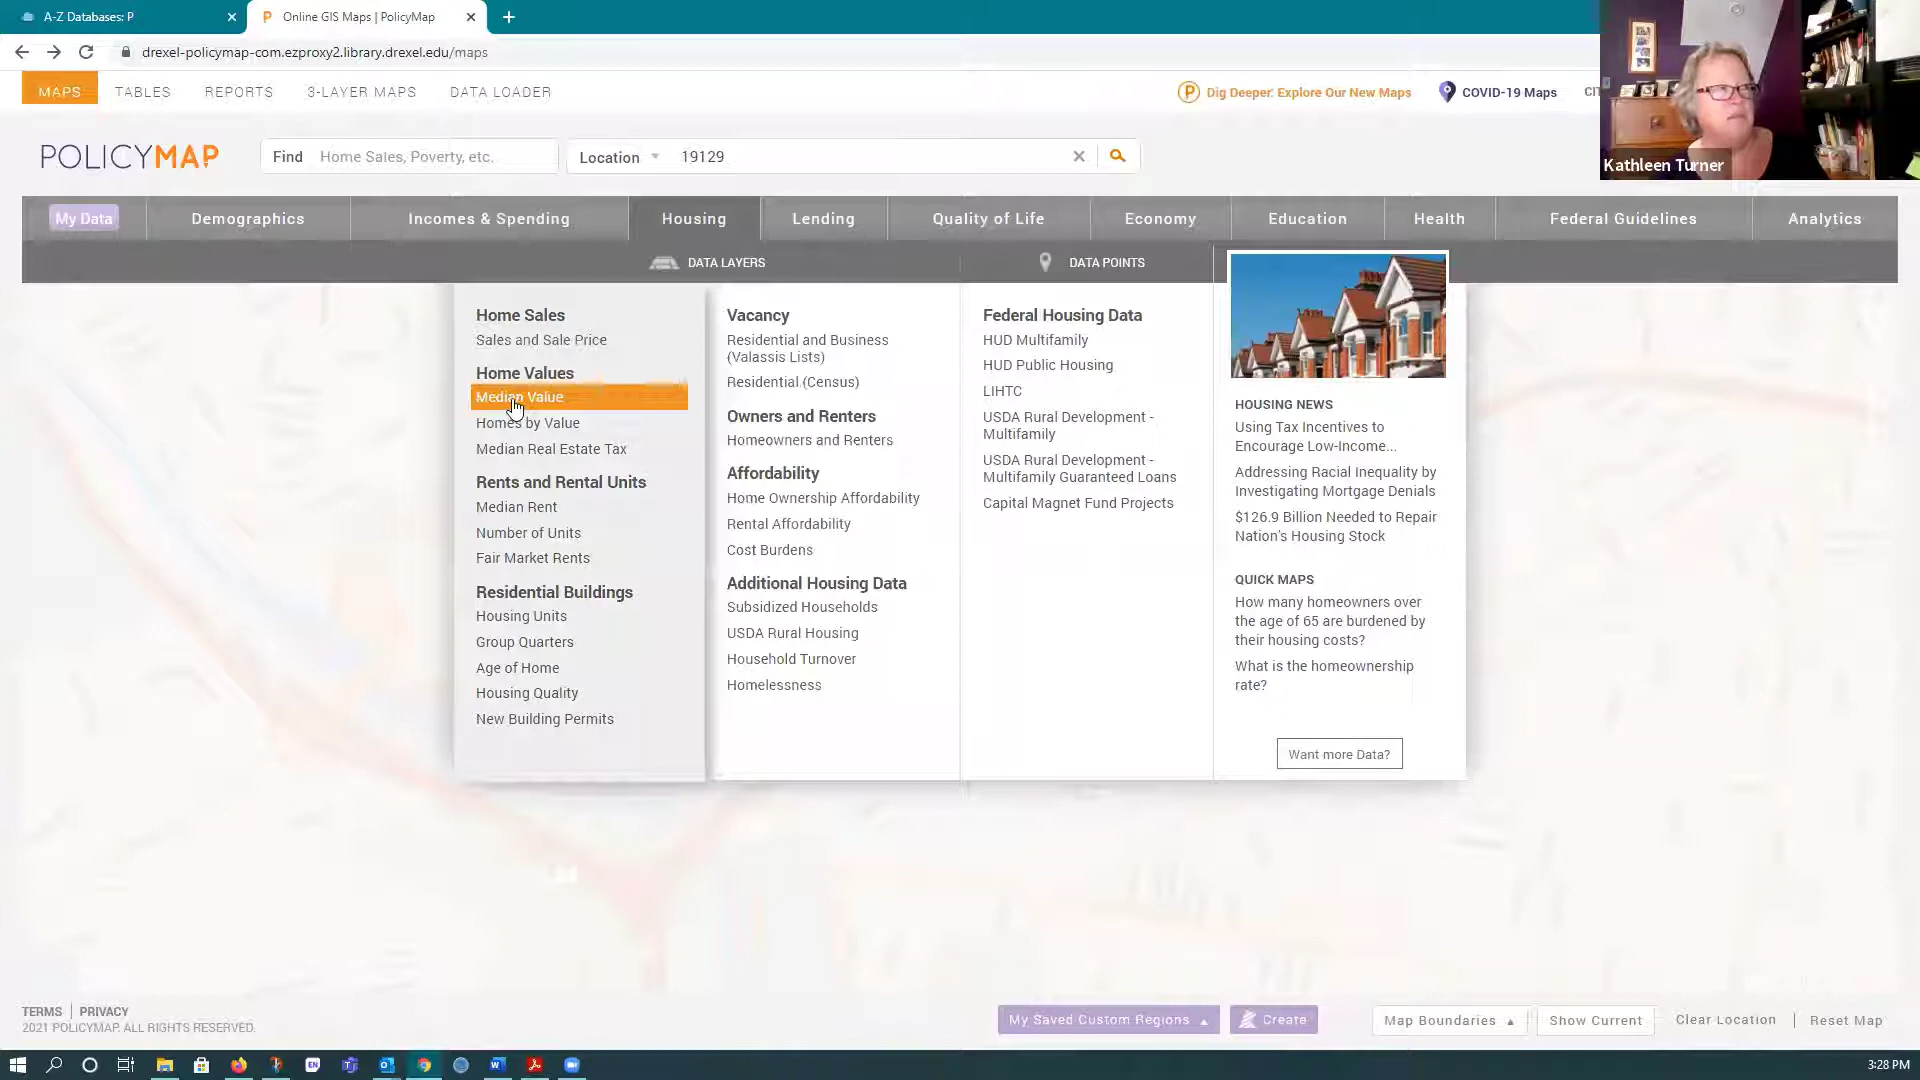 A-Z Databases: P
Online GIS Maps | PolicyMap
drexel-policymap-com.ezproxy2.library.drexel.edu/maps
MAPS
TABLES
REPORTS
3-LAYER MAPS
DATA LOADER
Dig Deeper: Explore Our New Maps
COVID-19 Maps
Kathleen Turner
POLICYMAP
Find Home Sales, Poverty, etc.
Location 19129
My Data
Demographics
Incomes & Spending
Housing
Lending
Quality of Life
Economy
Education
Health
Federal Guidelines
Analytics
DATA LAYERS
DATA POINTS
Home Sales
Sales and Sale Price
Home Values
Median Value
Homes by Value
Median Real Estate Tax
Rents and Rental Units
Median Rent
Number of Units
Fair Market Rents
Residential Buildings
Housing Units
Group Quarters
Age of Home
Housing Quality
New Building Permits
Vacancy
Residential and Business
(Valassis Lists)
Residential (Census)
Owners and Renters
Homeowners and Renters
Affordability
Home Ownership Affordability
Rental Affordability
Cost Burdens
Additional Housing Data
Subsidized Households
USDA Rural Housing
Household Turnover
Homelessness
Federal Housing Data
HUD Multifamily
HUD Public Housing
LIHTC
USDA Rural Development -
Multifamily
USDA Rural Development -
Multifamily Guaranteed Loans
Capital Magnet Fund Projects
HOUSING NEWS
Using Tax Incentives to
Encourage Low-Income...
Addressing Racial Inequality by
Investigating Mortgage Denials
$126.9 Billion Needed to Repair
Nation's Housing Stock
QUICK MAPS
How many homeowners over
the age of 65 are burdened by
their housing costs?
What is the homeownership
rate?
Want more Data?
TERMS | PRIVACY
2021 POLICYMAP. ALL RIGHTS RESERVED.
My Saved Custom Regions
Create
Map Boundaries
Show Current
Clear Location
Reset Map
3:28 PM